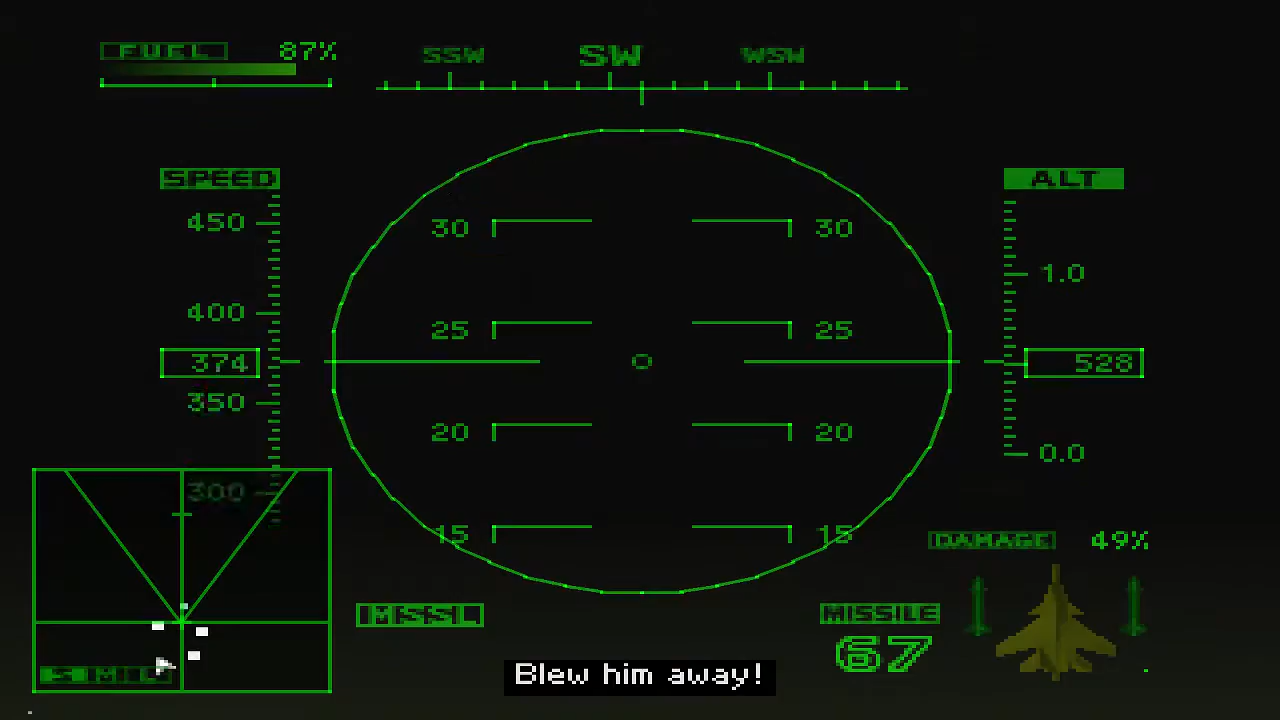 FUEL 87%
SSW SW WSW
SPEED
ALT
450
400
374
350
300
1.0
528
0.0
30 30
25 25
20 20
15 15
DAMAGE 49%
MSSL
MISSILE
67
Blew him away!